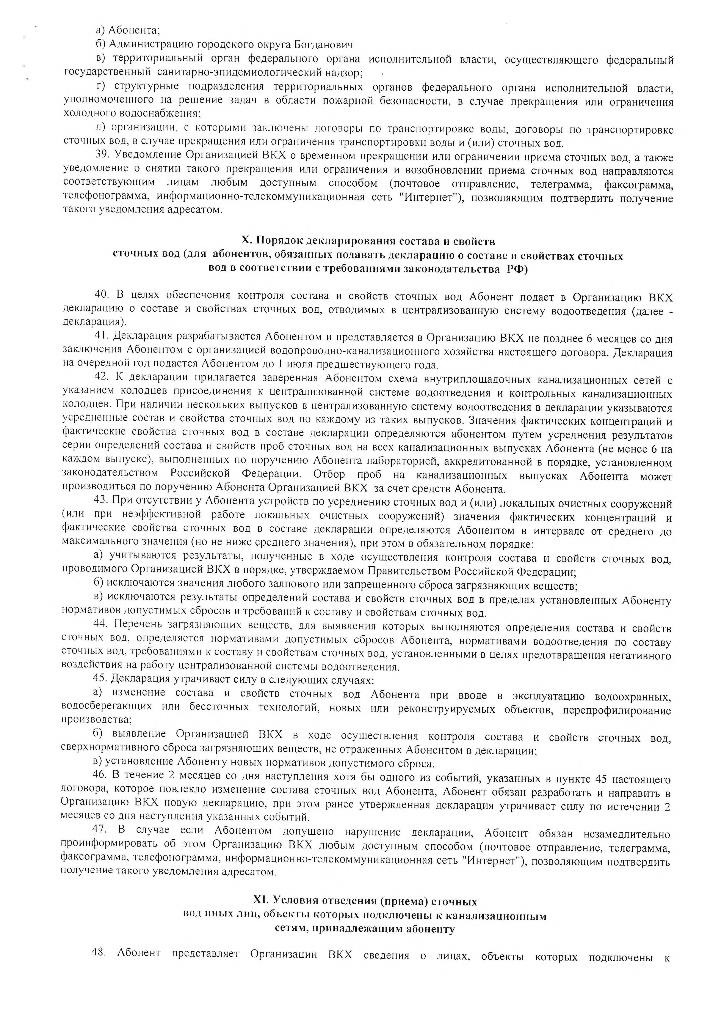 а) Абонента;
б) Администрацию городского округа Богданович
в) территориальный орган федерального органа исполнительной власти, осуществляющего федеральный
государственный санитарно-эпидемиологический надзор;
г) структурные подразделения территориальных органов федерального органа исполнительной власти,
уполномоченного на решение задач в области пожарной безопасности, в случае прекращения или ограничения
холодного водоснабжения;
д) организации, с которыми заключены договоры по транспортировке воды, договоры по транспортировке
сточных вод, в случае прекращения или ограничения транспортировки воды и (или) сточных вод.
39. Уведомление Организацией ВКХ о временном прекращении или ограничении приема сточных вод, а также
уведомление о снятии такого прекращения или ограничения и возобновлении приема сточных вод направляются
соответствующим лицам любым доступным способом (почтовое отправление, телеграмма, факсограмма,
телефонограмма, информационно-телекоммуникационная сеть "Интернет"), позволяющим подтвердить получение
такого уведомления адресатом.
X. Порядок декларирования состава и свойств
сточных вод (для абонентов, обязанных подавать декларацию о составе и свойствах сточных
вод в соответствии с требованиями законодательства РФ)
40. В целях обеспечения контроля состава и свойств сточных вод Абонент подает в Организацию ВКХ
декларацию о составе и свойствах сточных вод, отводимых в централизованную систему водоотведения (далее -
декларация).
41. Декларация разрабатывается Абонентом и представляется в Организацию ВКХ не позднее 6 месяцев со дня
заключения Абонентом с организацией водопроводно-канализационного хозяйства настоящего договора. Декларация
на очередной год подается Абонентом до 1 июля предшествующего года.
42. К декларации прилагается заверенная Абонентом схема внутриплощадочных канализационных сетей с
указанием колодцев присоединения к централизованной системе водоотведения и контрольных канализационных
колодцев. При наличии нескольких выпусков в централизованную систему водоотведения в декларации указываются
усредненные состав и свойства сточных вод по каждому из таких выпусков. Значения фактических концентраций и
фактические свойства сточных вод в составе декларации определяются абонентом путем усреднения результатов
серии определений состава и свойств проб сточных вод на всех канализационных выпусках Абонента (не менее 6 на
каждом выпуске), выполненных по поручению Абонента лабораторией, аккредитованной в порядке, установленном
законодательством Российской Федерации. Отбор проб на канализационных выпусках Абонента может
производиться по поручению Абонента Организацией ВКХ за счет средств Абонента.
43. При отсутствии у Абонента устройств по усреднению сточных вод и (или) локальных очистных сооружений
(или при неэффективной работе локальных очистных сооружений) значения фактических концентраций и
фактические свойства сточных вод в составе декларации определяются Абонентом в интервале от среднего до
максимального значения (но не ниже среднего значения), при этом в обязательном порядке:
а) учитываются результаты, полученные в ходе осуществления контроля состава и свойств сточных вод,
проводимого Организацией ВКХ в порядке, утверждаемом Правительством Российской Федерации;
б) исключаются значения любого залпового или запрещенного сброса загрязняющих веществ;
в) исключаются результаты определений состава и свойств сточных вод в пределах установленных Абоненту
нормативов допустимых сбросов и требований к составу и свойствам сточных вод.
44. Перечень загрязняющих веществ, для выявления которых выполняются определения состава и свойств
сточных вод, определяется нормативами допустимых сбросов Абонента, нормативами водоотведения по составу
сточных вод, требованиями к составу и свойствам сточных вод, установленными в целях предотвращения негативного
воздействия на работу централизованной системы водоотведения.
45. Декларация утрачивает силу в следующих случаях:
а) изменение состава и свойств сточных вод Абонента при вводе в эксплуатацию водоохранных,
водосберегающих или бессточных технологий, новых или реконструируемых объектов, перепрофилирование
производства;
б) выявление Организацией ВКХ в ходе осуществления контроля состава и свойств сточных вод,
сверхнормативного сброса загрязняющих веществ, не отраженных Абонентом в декларации;
в) установление Абоненту новых нормативов допустимого сброса.
46. В течение 2 месяцев со дня наступления хотя бы одного из событий, указанных в пункте 45 настоящего
договора, которое повлекло изменение состава сточных вод Абонента, Абонент обязан разработать и направить в
Организацию ВКХ новую декларацию, при этом ранее утвержденная декларация утрачивает силу по истечении 2
месяцев со дня наступления указанных событий.
47. В случае если Абонентом допущено нарушение декларации, Абонент обязан незамедлительно
проинформировать об этом Организацию ВКХ любым доступным способом (почтовое отправление, телеграмма,
факсограмма, телефонограмма, информационно-телекоммуникационная сеть "Интернет"), позволяющим подтвердить
получение такого уведомления адресатом.
XI. Условия отведения (приема) сточных
вод иных лиц, объекты которых подключены к канализационным
сетям, принадлежащим абоненту
48. Абонент представляет Организации ВКХ сведения о лицах, объекты которых подключены к